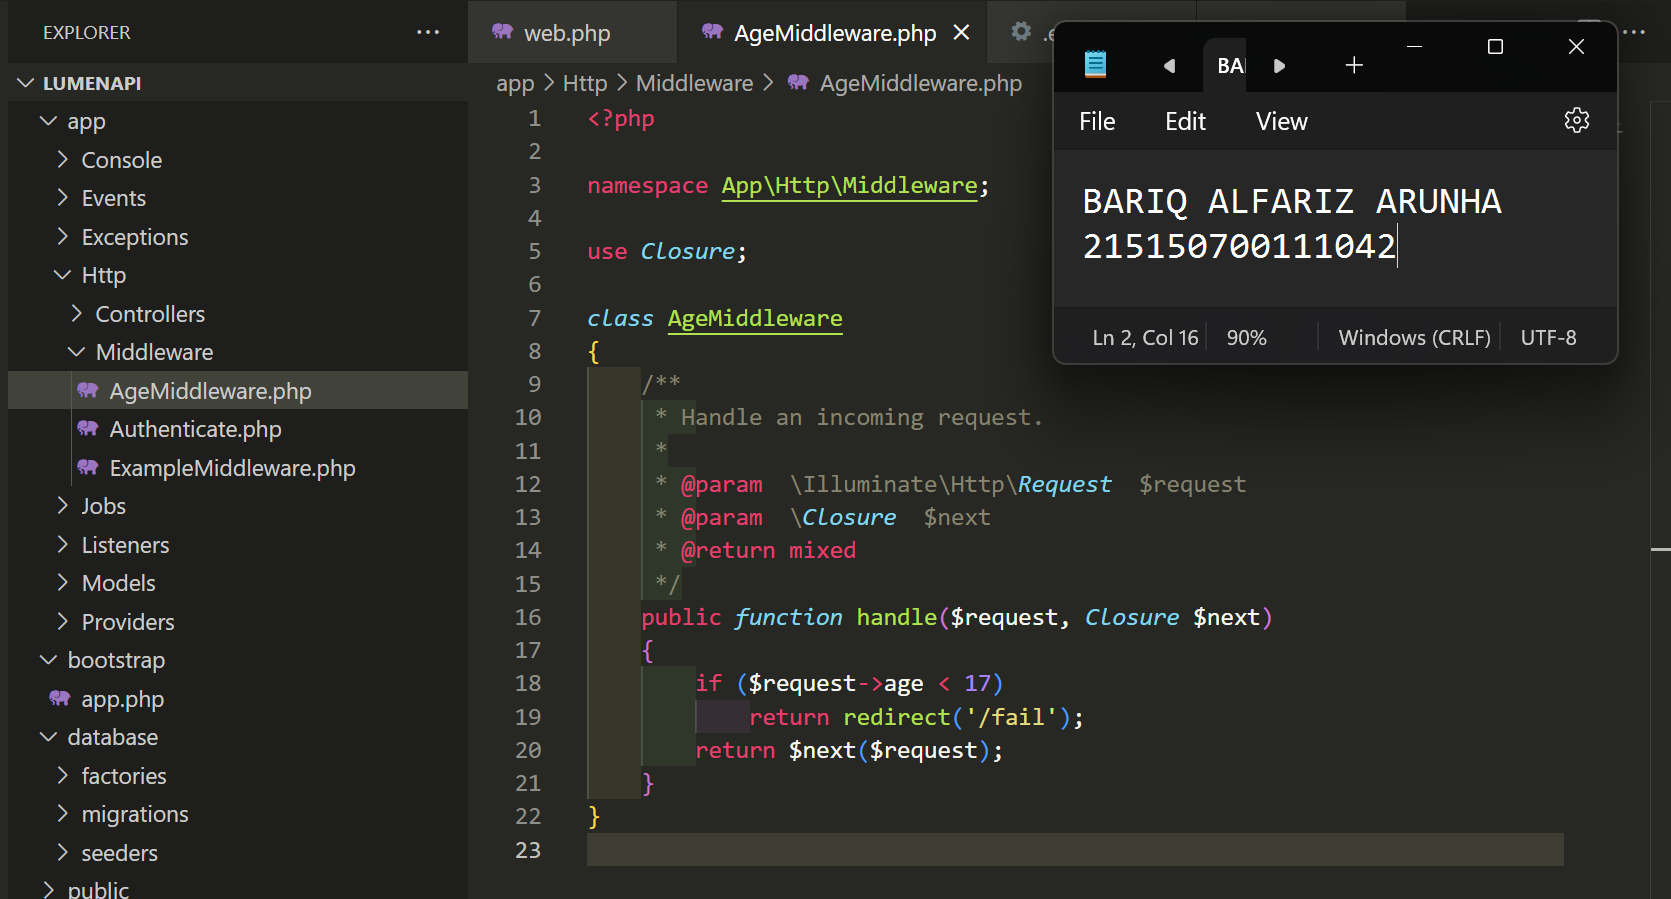 EXPLORER
LUMENAPI
app
Console
Events
Exceptions
Http
Controllers
Middleware
AgeMiddleware.php
Authenticate.php
ExampleMiddleware.php
Jobs
Listeners
Models
Providers
bootstrap
app.php
database
factories
migrations
seeders
public
web.php
AgeMiddleware.php
.e
app > Http > Middleware > AgeMiddleware.php
1 <?php
2
3 namespace App\Http\Middleware;
4
5 use Closure;
6
7 class AgeMiddleware
8 {
9 /**
10 * Handle an incoming request.
11 *
12 * @param  \Illuminate\Http\Request  $request
13 * @param  \Closure  $next
14 * @return mixed
15 */
16 public function handle($request, Closure $next)
17 {
18 if ($request->age < 17)
19 return redirect('/fail');
20 return $next($request);
21 }
22 }
23
BA
File Edit View
BARIQ ALFARIZ ARUNHA
215150700111042
Ln 2, Col 16 90% Windows (CRLF) UTF-8